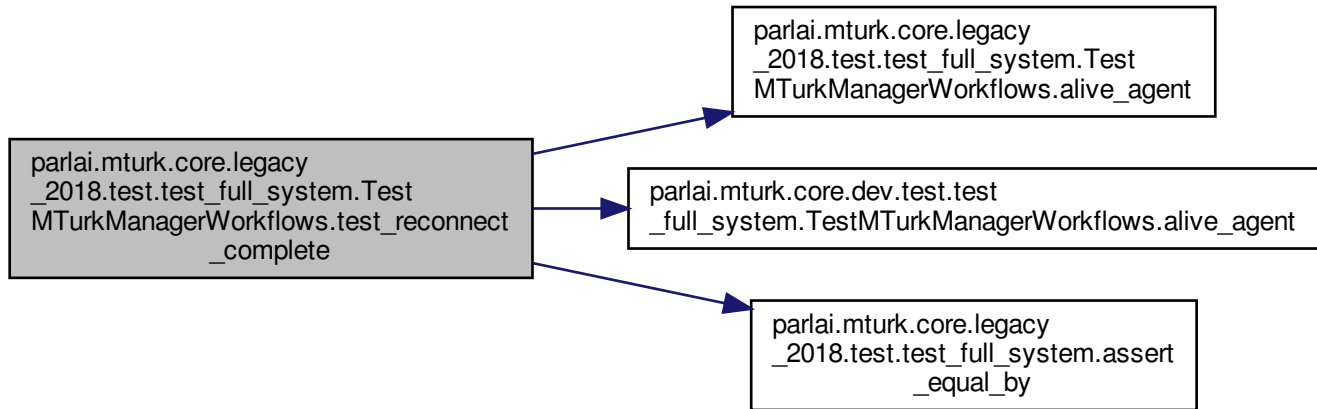 parlai.mturk.core.legacy
_2018.test.test_full_system.Test
MTurkManagerWorkflows.test_reconnect
_complete
parlai.mturk.core.legacy
_2018.test.test_full_system.Test
MTurkManagerWorkflows.alive_agent
parlai.mturk.core.dev.test.test
_full_system.TestMTurkManagerWorkflows.alive_agent
parlai.mturk.core.legacy
_2018.test.test_full_system.assert
_equal_by